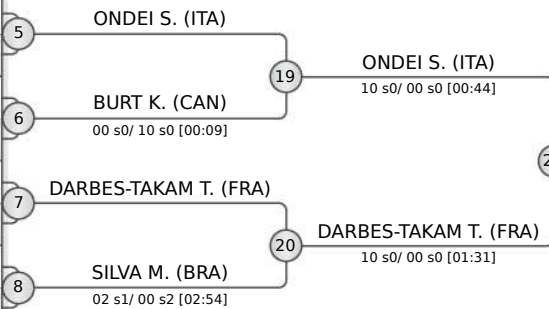 ONDEI S. (ITA)
5
19
ONDEI S. (ITA)
10 s0/ 00 s0 [00:44]
BURT K. (CAN)
6
00 s0/ 10 s0 [00:09]
DARBES-TAKAM T. (FRA)
7
20
DARBES-TAKAM T. (FRA)
10 s0/ 00 s0 [01:31]
SILVA M. (BRA)
8
02 s1/ 00 s2 [02:54]